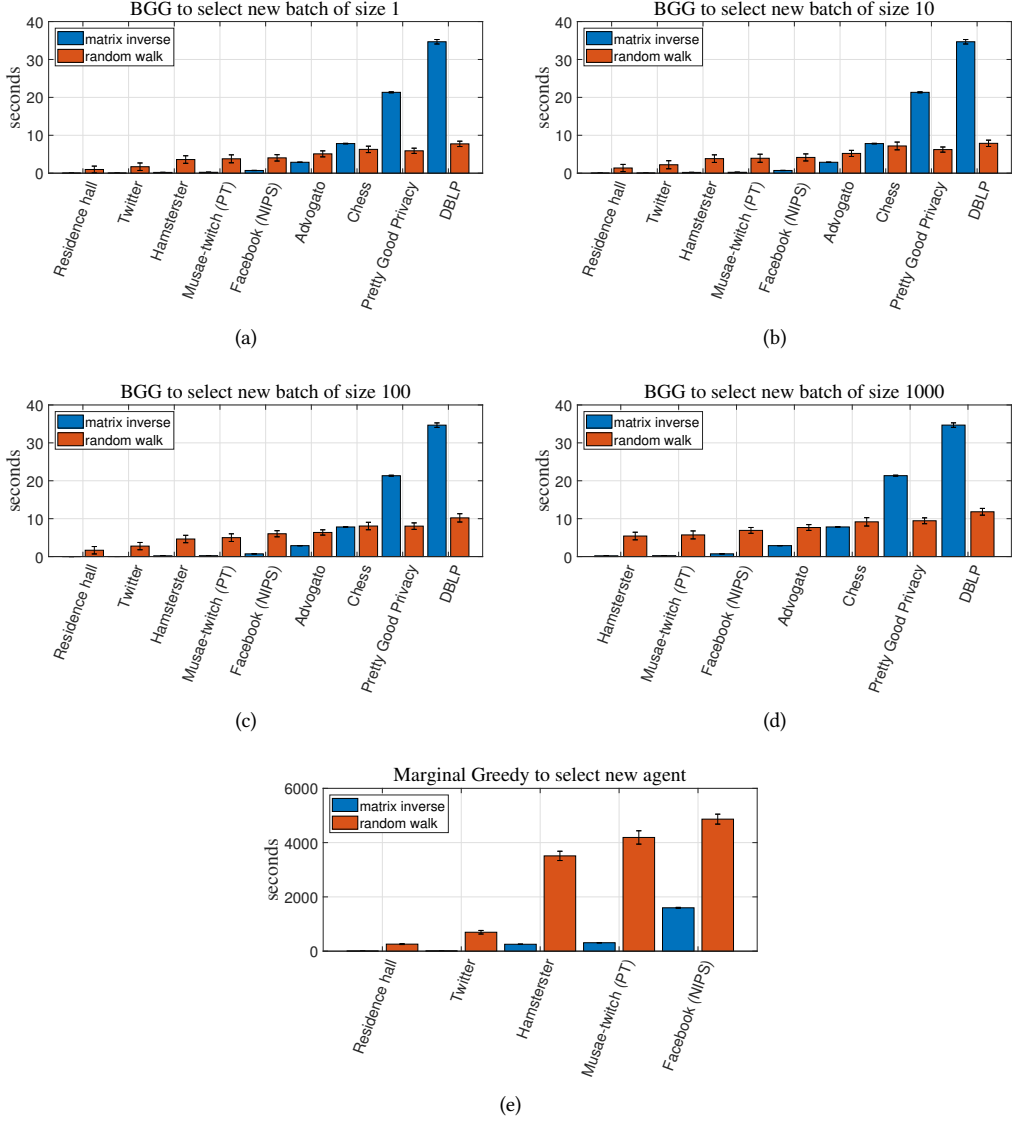 BGG to select new batch of size 1
40
30
20
10
0
seconds
matrix inverse
random walk
Residence hall
Twitter
Hamsterster
Musae-twitch (PT)
Facebook (NIPS)
Advogato
Chess
Pretty Good Privacy
DBLP
(a)
BGG to select new batch of size 10
40
30
20
10
0
seconds
matrix inverse
random walk
Residence hall
Twitter
Hamsterster
Musae-twitch (PT)
Facebook (NIPS)
Advogato
Chess
Pretty Good Privacy
DBLP
(b)
BGG to select new batch of size 100
40
30
20
10
0
seconds
matrix inverse
random walk
Residence hall
Twitter
Hamsterster
Musae-twitch (PT)
Facebook (NIPS)
Advogato
Chess
Pretty Good Privacy
DBLP
(c)
BGG to select new batch of size 1000
40
30
20
10
0
seconds
matrix inverse
random walk
Hamsterster
Musae-twitch (PT)
Facebook (NIPS)
Advogato
Chess
Pretty Good Privacy
DBLP
(d)
Marginal Greedy to select new agent
6000
4000
2000
0
seconds
matrix inverse
random walk
Residence hall
Twitter
Hamsterster
Musae-twitch (PT)
Facebook (NIPS)
(e)